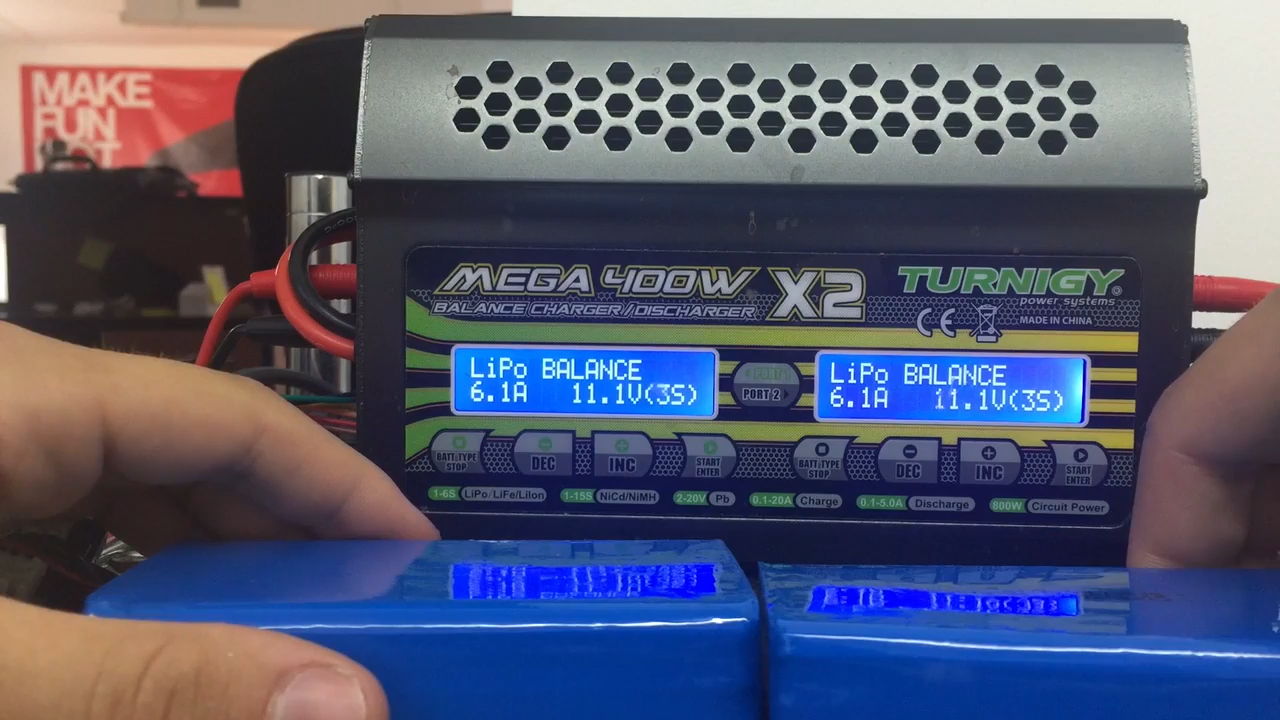 MAKE
FUN
NOT
MEGA 400W X2
BALANCE CHARGER/DISCHARGER
TURNIGY®
power systems
CE
MADE IN CHINA
LiPo BALANCE
6.1A 11.1V(3S)
PORT 1
PORT 2
LiPo BALANCE
6.1A 11.1V(3S)
BATT.TYPE
STOP
DEC
INC
START
ENTER
BATT.TYPE
STOP
DEC
INC
START
ENTER
1-6S LiPo/LiFe/LiIon
1-15S NiCd/NiMH
2-20V Pb
0.1-20A Charge
0.1-5.0A Discharge
800W Circuit Power